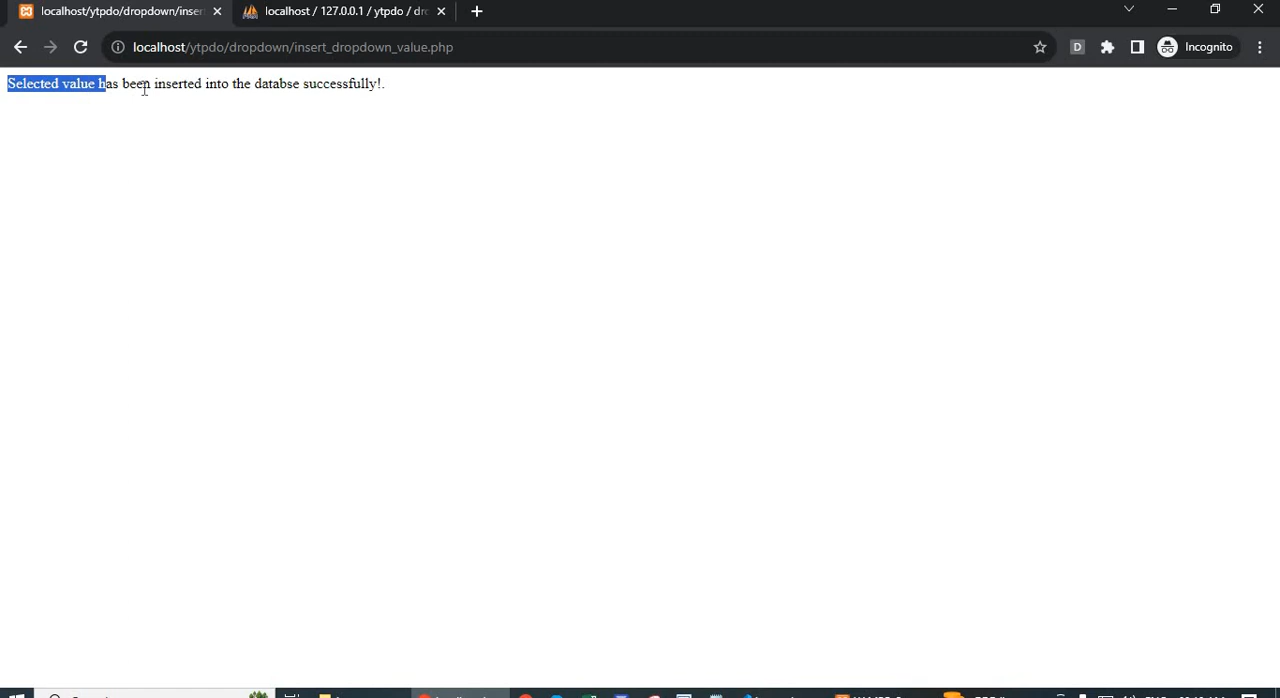 localhost/ytpdo/dropdown/inser
localhost / 127.0.0.1 / ytpdo / dr
localhost/ytpdo/dropdown/insert_dropdown_value.php
D
Incognito
Selected value has been inserted into the databse successfully!.